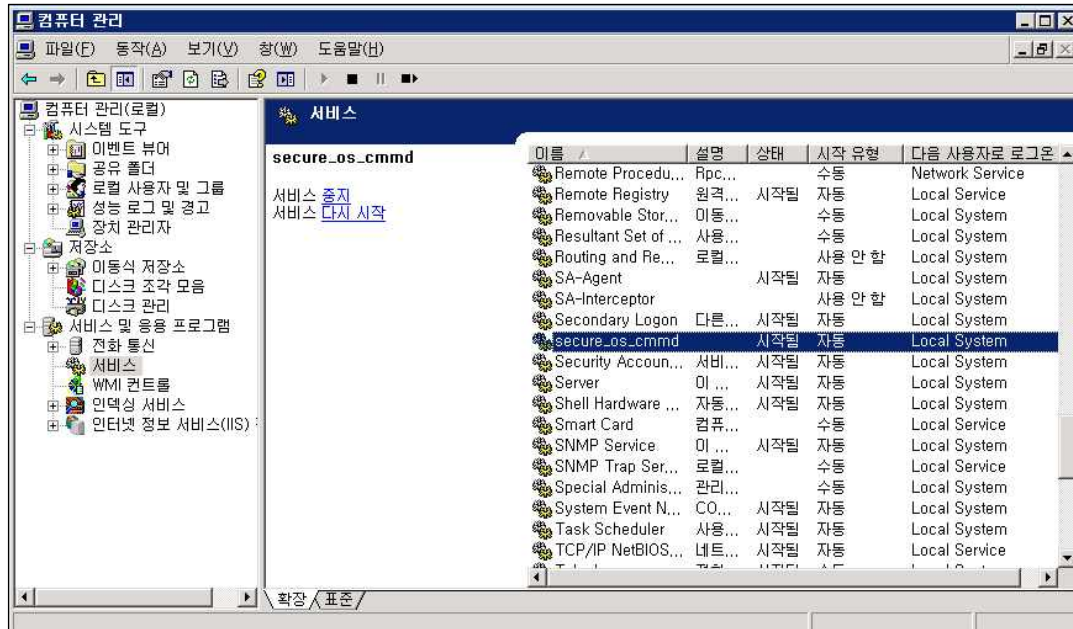 컴퓨터 관리
파일(F) 동작(A) 보기(V) 창(W) 도움말(H)
컴퓨터 관리(로컬)
시스템 도구
이벤트 뷰어
공유 폴더
로컬 사용자 및 그룹
성능 로그 및 경고
장치 관리자
저장소
이동식 저장소
디스크 조각 모음
디스크 관리
서비스 및 응용 프로그램
전화 통신
서비스
WMI 컨트롤
인덱싱 서비스
인터넷 정보 서비스(IIS)
서비스
secure_os_cmmd
서비스 중지
서비스 다시 시작
이름 설명 상태 시작 유형 다음 사용자로 로그온
Remote Procedu... Rpc... 수동 Network Service
Remote Registry 원격... 시작됨 자동 Local Service
Removable Stor... 이동... 수동 Local System
Resultant Set of ... 사용... 수동 Local System
Routing and Re... 로컬... 사용 안 함 Local System
SA-Agent 시작됨 자동 Local System
SA-Interceptor 사용 안 함 Local System
Secondary Logon 다른... 시작됨 자동 Local System
secure_os_cmmd 시작됨 자동 Local System
Security Accoun... 서비... 시작됨 자동 Local System
Server 이 ... 시작됨 자동 Local System
Shell Hardware ... 자동... 시작됨 자동 Local System
Smart Card 컴퓨... 수동 Local Service
SNMP Service 이 ... 시작됨 자동 Local System
SNMP Trap Ser... 로컬... 수동 Local Service
Special Adminis... 관리... 수동 Local System
System Event N... CO... 시작됨 자동 Local System
Task Scheduler 사용... 시작됨 자동 Local System
TCP/IP NetBIOS... 네트... 시작됨 자동 Local Service
확장 표준